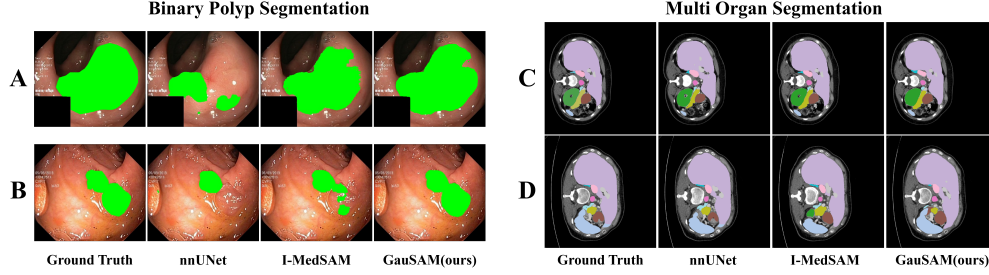 Binary Polyp Segmentation
Multi Organ Segmentation
A
C
B
D
Ground Truth
nnUNet
I-MedSAM
GauSAM(ours)
Ground Truth
nnUNet
I-MedSAM
GauSAM(ours)